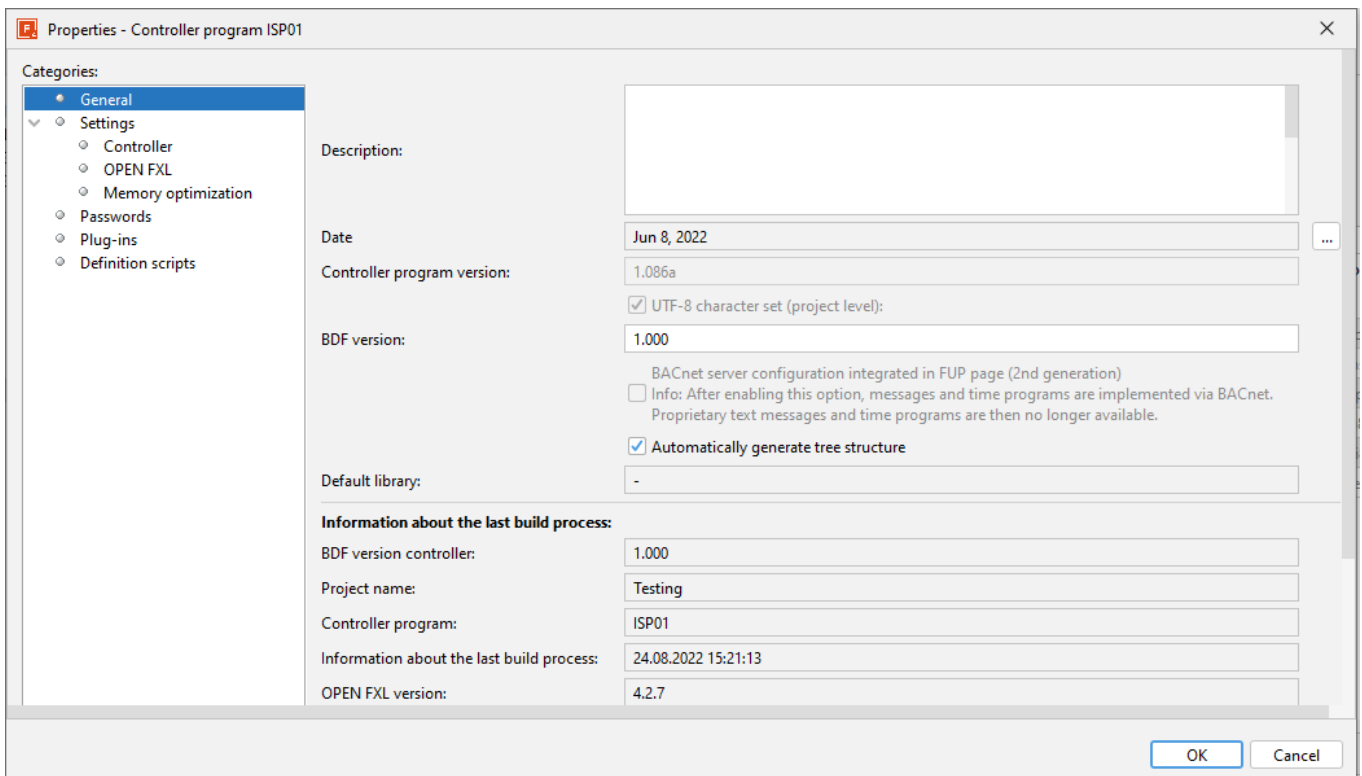 Properties - Controller program ISP01
Categories:
General
Settings
Controller
OPEN FXL
Memory optimization
Passwords
Plug-ins
Definition scripts
Description:
Date
Jun 8, 2022
...
Controller program version:
1.086a
UTF-8 character set (project level):
BDF version:
1.000
BACnet server configuration integrated in FUP page (2nd generation)
Info: After enabling this option, messages and time programs are implemented via BACnet.
Proprietary text messages and time programs are then no longer available.
Automatically generate tree structure
Default library:
-
Information about the last build process:
BDF version controller:
1.000
Project name:
Testing
Controller program:
ISP01
Information about the last build process:
24.08.2022 15:21:13
OPEN FXL version:
4.2.7
OK
Cancel